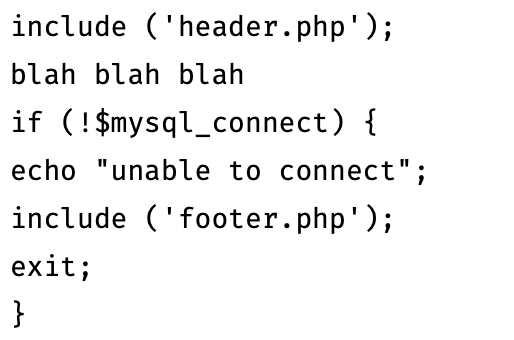 include ('header.php');
blah blah blah
if (!$mysql_connect) {
echo "unable to connect";
include ('footer.php');
exit;
}